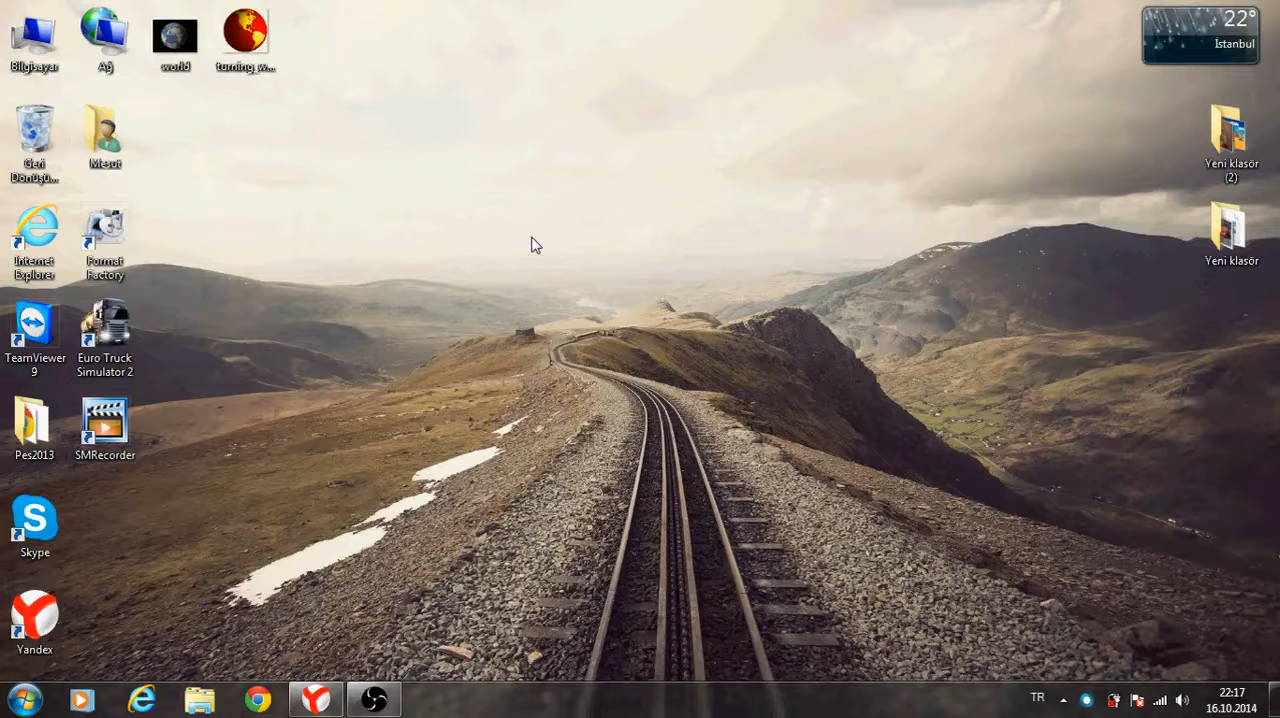 Bilgisayar
Ağ
world
turning_w...
Geri
Dönüşü...
Mesut
Internet
Explorer
Format
Factory
TeamViewer
9
Euro Truck
Simulator 2
Pes2013
SMRecorder
Skype
Yandex
22°
İstanbul
Yeni klasör
(2)
Yeni klasör
TR
22:17
16.10.2014